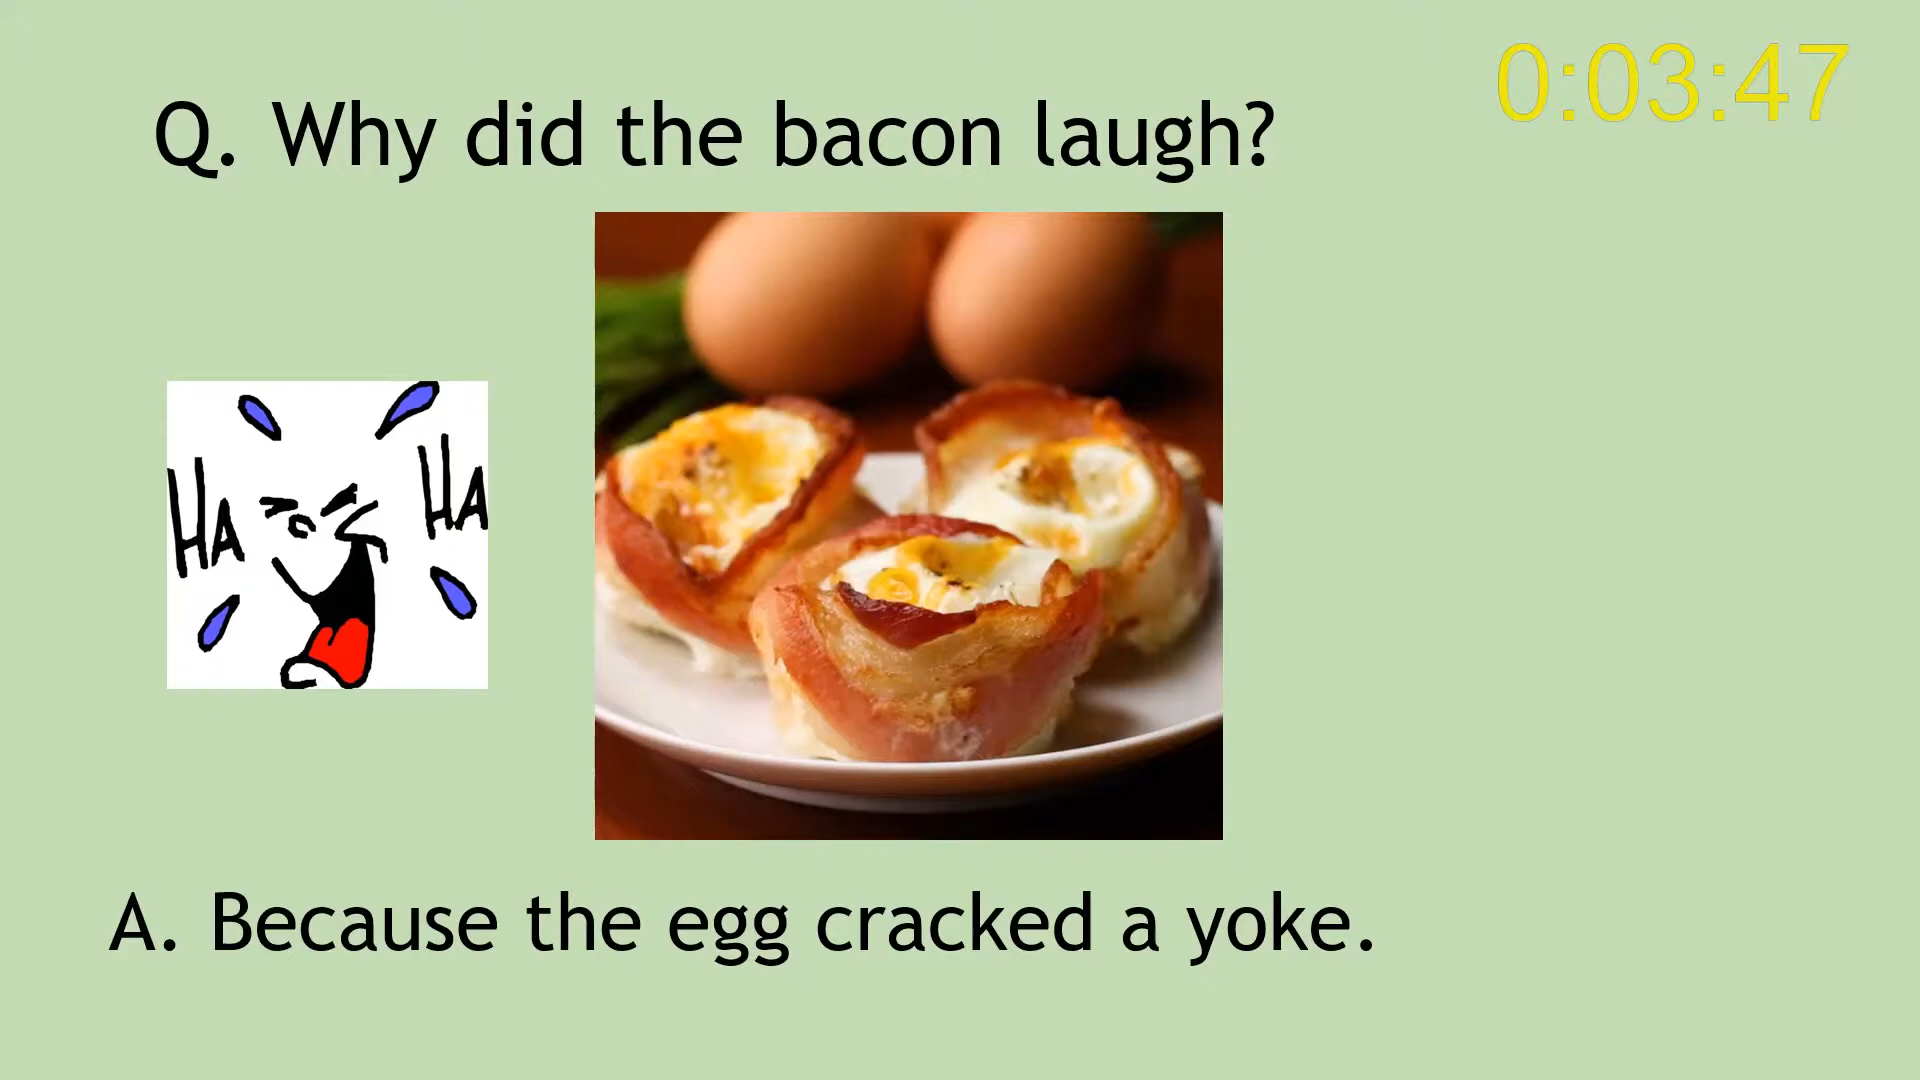 0:03:47
Q. Why did the bacon laugh?
HA HA
A. Because the egg cracked a yoke.